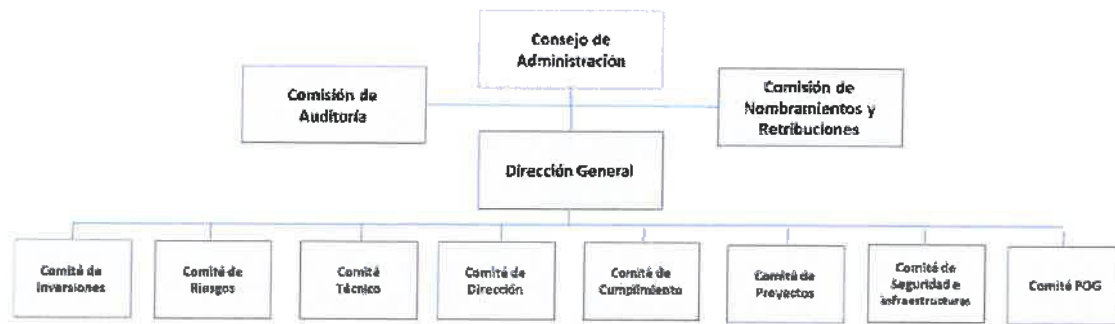 Consejo de
Administración
Comisión de
Auditoría
Comisión de
Nombramientos y
Retribuciones
Dirección General
Comité de
Inversiones
Comité de
Riesgos
Comité
Técnico
Comité de
Dirección
Comité de
Cumplimiento
Comité de
Proyectos
Comité de
Seguridad e
infraestructuras
Comité POG